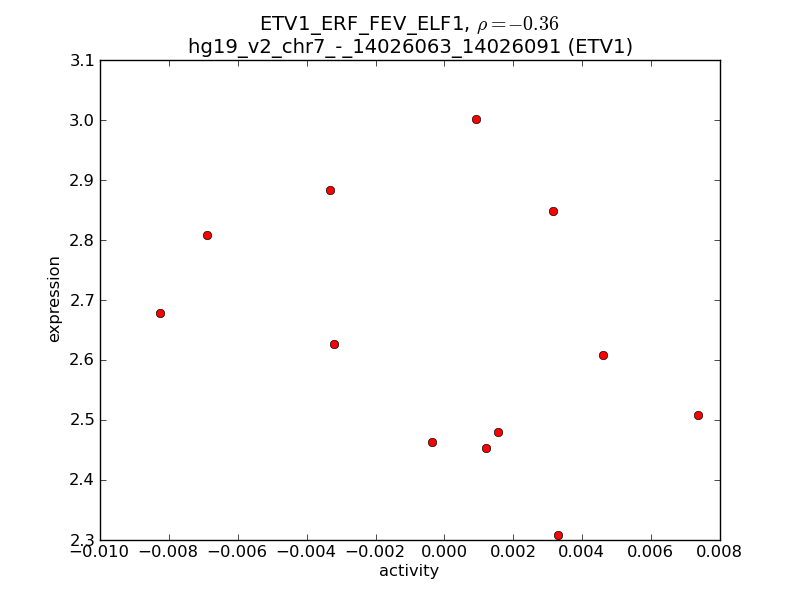 ETV1_ERF_FEV_ELF1, ρ=−0.36
hg19_v2_chr7_-_14026063_14026091 (ETV1)
3.1
3.0
2.9
2.8
2.7
2.6
2.5
2.4
2.3
expression
−0.010 −0.008 −0.006 −0.004 −0.002 0.000 0.002 0.004 0.006 0.008
activity